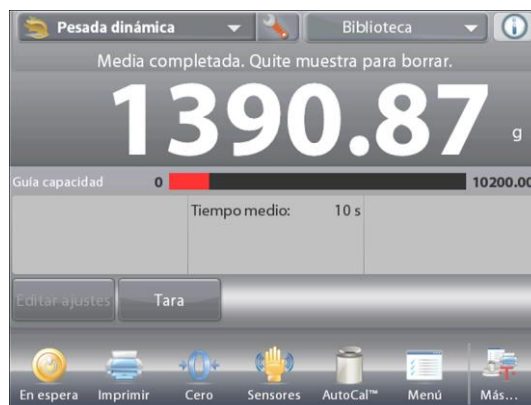 Pesada dinámica
Biblioteca
Media completada. Quite muestra para borrar.
1390.87 g
Guía capacidad 0 10200.00
Tiempo medio: 10 s
Editar ajustes Tara
En espera Imprimir Cero Sensores AutoCal™ Menú Más...